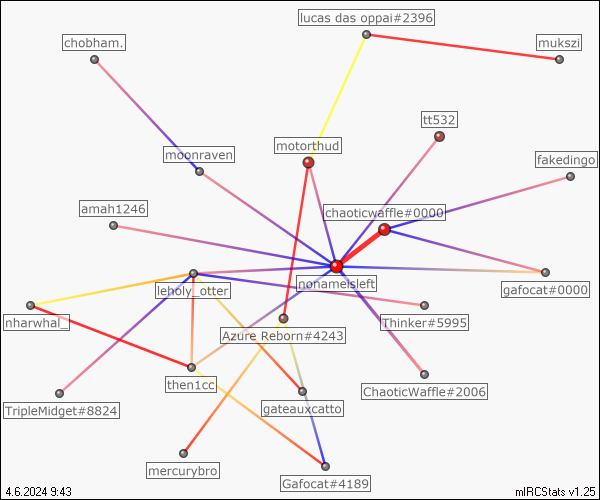 lucas das oppai#2396
chobham.
mukszi
tt532
motorthud
moonraven
fakedingo
amah1246
chaoticwaffle#0000
nonameisleft
leholy_otter
gafocat#0000
nharwhal_
Thinker#5995
Azure Reborn#4243
then1cc
ChaoticWaffle#2006
TripleMidget#8824
gateauxcatto
mercurybro
Gafocat#4189
4.6.2024 9:43
mIRCStats v1.25